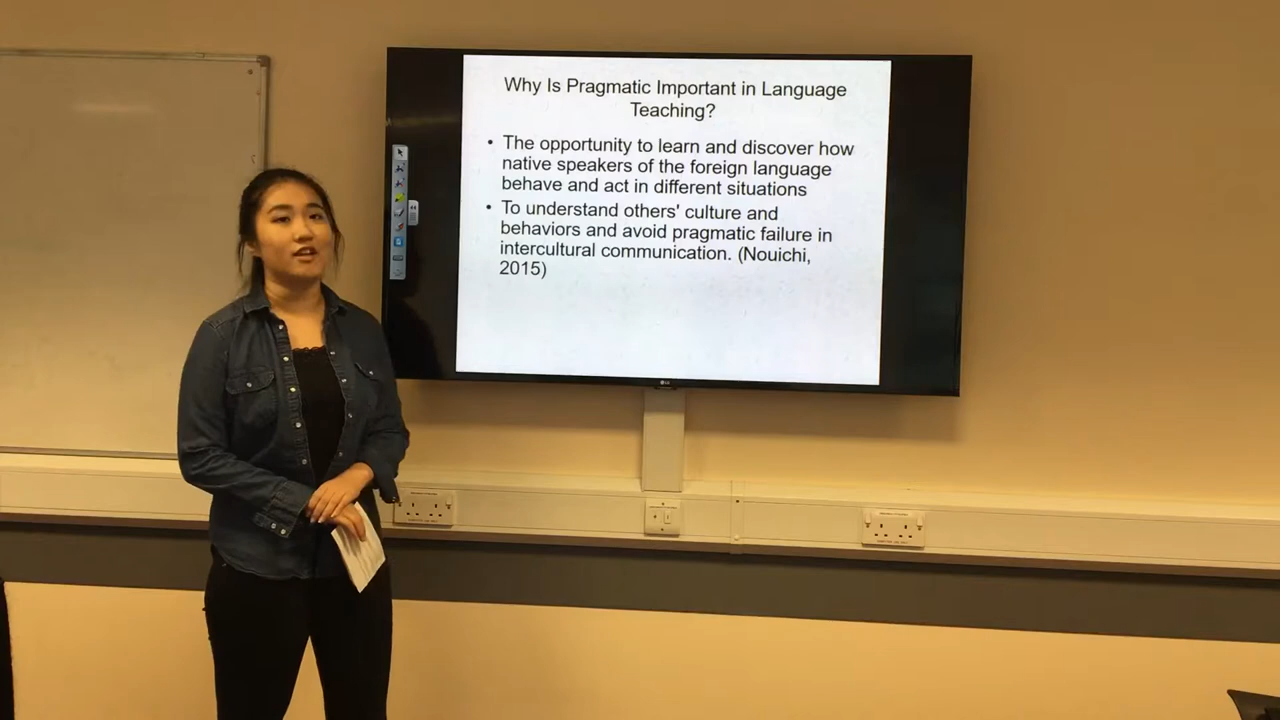 Why Is Pragmatic Important in Language
Teaching?
• The opportunity to learn and discover how
native speakers of the foreign language
behave and act in different situations
• To understand others' culture and
behaviors and avoid pragmatic failure in
intercultural communication. (Nouichi,
2015)
LG